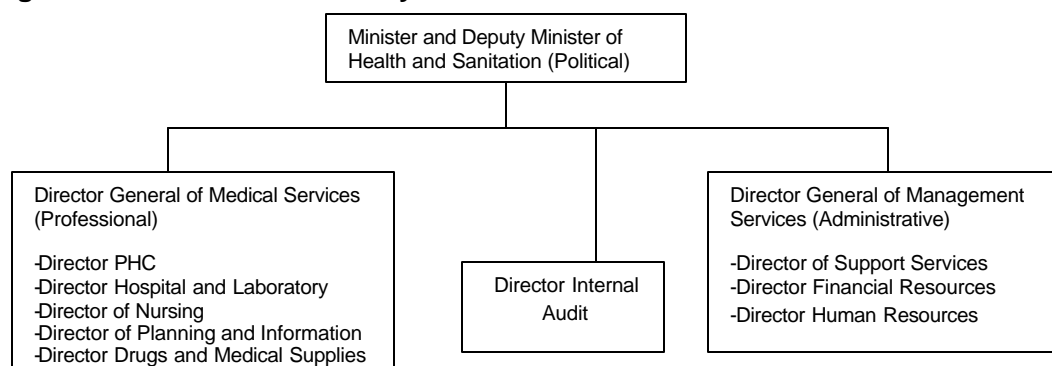 Minister and Deputy Minister of
Health and Sanitation (Political)
Director General of Medical Services
(Professional)
-Director PHC
-Director Hospital and Laboratory
-Director of Nursing
-Director of Planning and Information
-Director Drugs and Medical Supplies
Director Internal
Audit
Director General of Management
Services (Administrative)
-Director of Support Services
-Director Financial Resources
-Director Human Resources